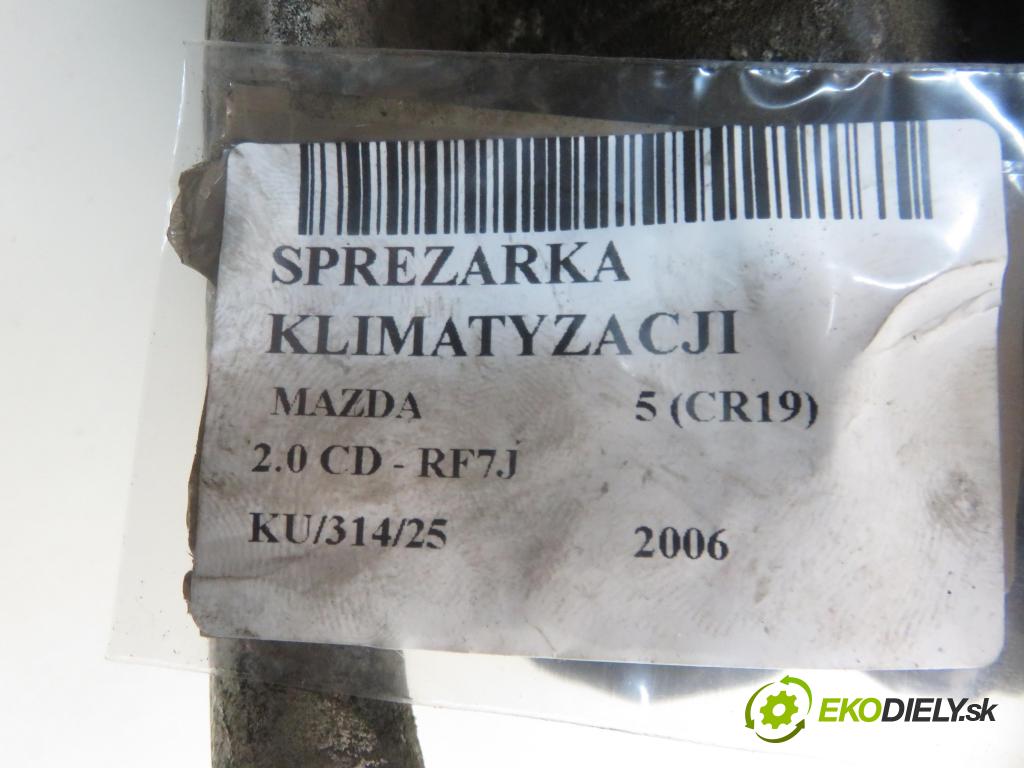 SPREZARKA
KLIMATYZACJI
MAZDA 5 (CR19)
2.0 CD - RF7J
KU/314/25 2006
EKODIELY.sk